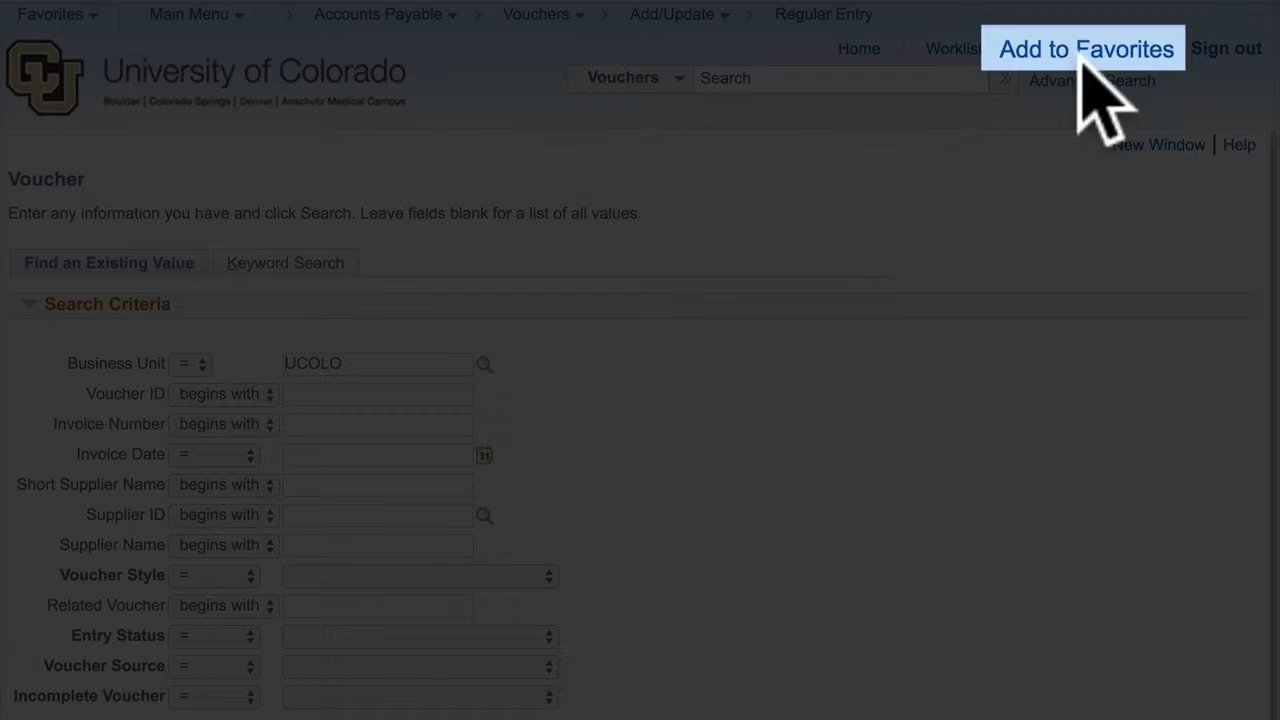 Favorites Main Menu > Accounts Payable > Vouchers > Add/Update > Regular Entry
Home Worklist Add to Favorites Sign out
CU University of Colorado
Boulder | Colorado Springs | Denver | Anschutz Medical Campus
Vouchers Search
New Window | Help
Voucher
Enter any information you have and click Search. Leave fields blank for a list of all values.
Find an Existing Value Keyword Search
Search Criteria
Business Unit = UCOLO
Voucher ID begins with
Invoice Number begins with
Invoice Date = 31
Short Supplier Name begins with
Supplier ID begins with
Supplier Name begins with
Voucher Style =
Related Voucher begins with
Entry Status =
Voucher Source =
Incomplete Voucher =